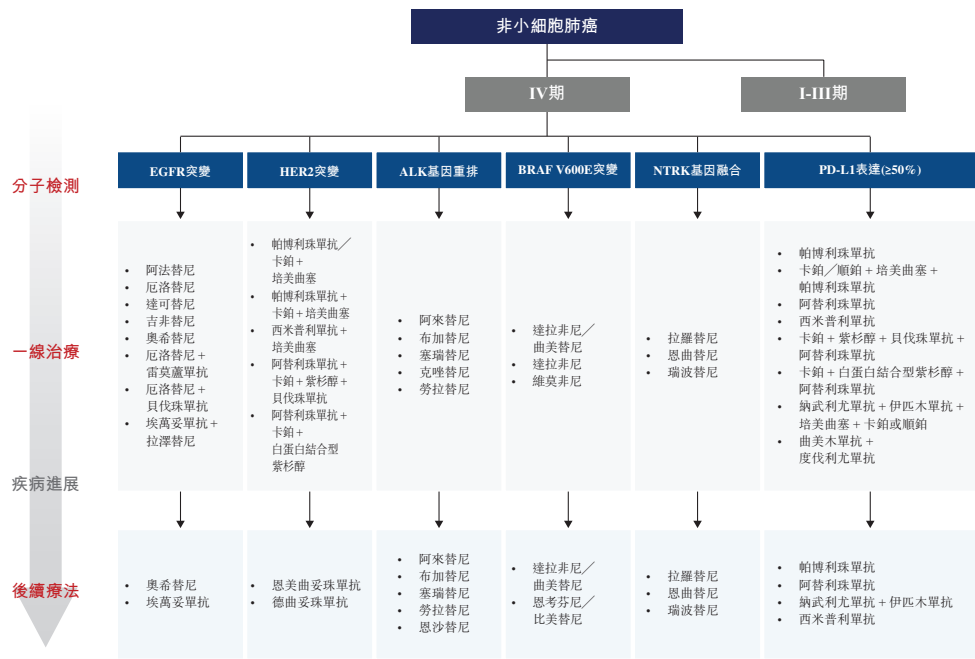 非小細胞肺癌
IV期
I-III期
分子檢測
EGFR突變
HER2突變
ALK基因重排
BRAF V600E突變
NTRK基因融合
PD-L1表達(≥50%)
一線治療
• 阿法替尼
• 厄洛替尼
• 達可替尼
• 吉非替尼
• 奧希替尼
• 厄洛替尼 +
雷莫蘆單抗
• 厄洛替尼 +
貝伐珠單抗
• 埃萬妥單抗 +
拉澤替尼
• 帕博利珠單抗╱
卡鉑 +
培美曲塞
• 帕博利珠單抗 +
卡鉑 + 培美曲塞
• 西米普利單抗 +
培美曲塞
• 阿替利珠單抗 +
卡鉑 + 紫杉醇 +
貝伐珠單抗
• 阿替利珠單抗 +
卡鉑 +
白蛋白結合型
紫杉醇
• 阿來替尼
• 布加替尼
• 塞瑞替尼
• 克唑替尼
• 勞拉替尼
• 達拉非尼╱
曲美替尼
• 達拉非尼
• 維莫非尼
• 拉羅替尼
• 恩曲替尼
• 瑞波替尼
• 帕博利珠單抗
• 卡鉑╱順鉑 + 培美曲塞 +
帕博利珠單抗
• 阿替利珠單抗
• 西米普利單抗
• 卡鉑 + 紫杉醇 + 貝伐珠單抗 +
阿替利珠單抗
• 卡鉑 + 白蛋白結合型紫杉醇 +
阿替利珠單抗
• 納武利尤單抗 + 伊匹木單抗 +
培美曲塞 + 卡鉑或順鉑
• 曲美木單抗 +
度伐利尤單抗
疾病進展
後續療法
• 奧希替尼
• 埃萬妥單抗
• 恩美曲妥珠單抗
• 德曲妥珠單抗
• 阿來替尼
• 布加替尼
• 塞瑞替尼
• 勞拉替尼
• 恩沙替尼
• 達拉非尼╱
曲美替尼
• 恩考芬尼╱
比美替尼
• 拉羅替尼
• 恩曲替尼
• 瑞波替尼
• 帕博利珠單抗
• 阿替利珠單抗
• 納武利尤單抗 + 伊匹木單抗
• 西米普利單抗